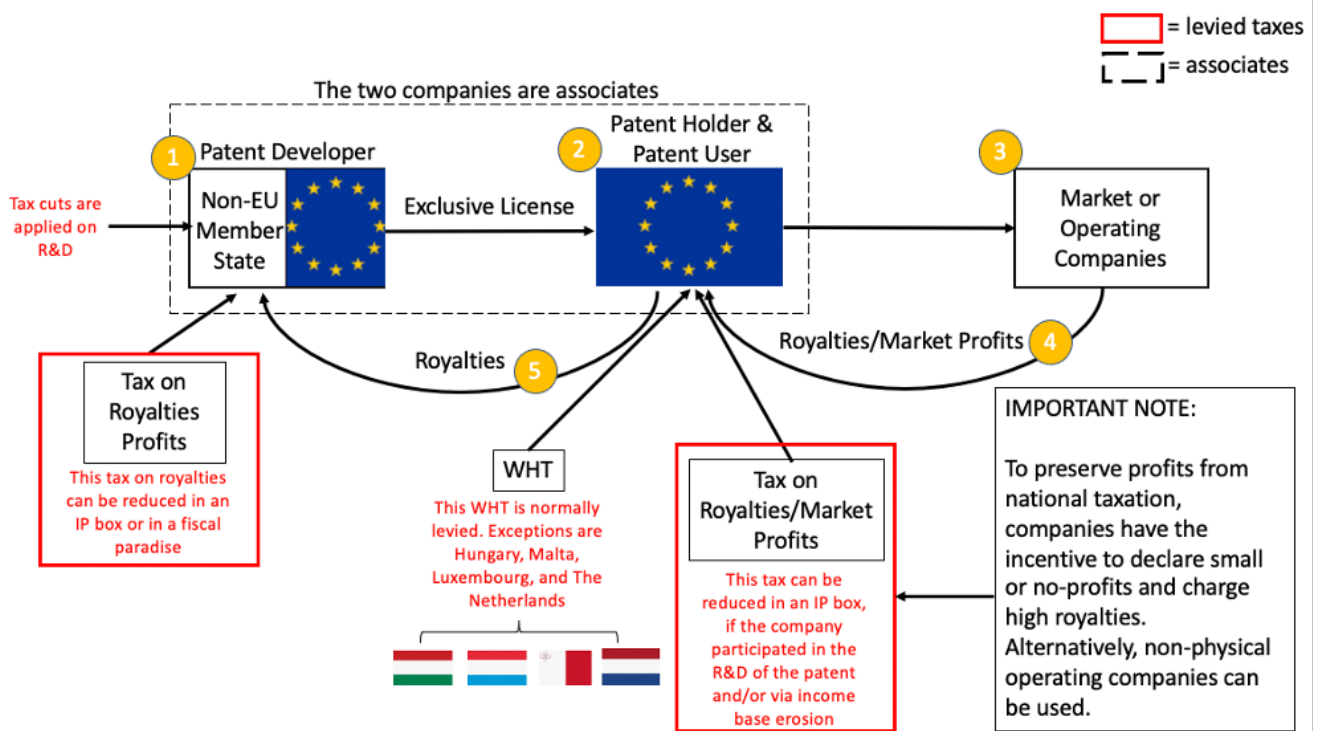 = levied taxes
= associates
The two companies are associates
1
Patent Developer
2
Patent Holder &
Patent User
3
Tax cuts are
applied on
R&D
Non-EU
Member
State
Exclusive License
Market or
Operating
Companies
Royalties
5
Royalties/Market Profits
4
Tax on
Royalties
Profits
This tax on royalties
can be reduced in an
IP box or in a fiscal
paradise
WHT
This WHT is normally
levied. Exceptions are
Hungary, Malta,
Luxembourg, and The
Netherlands
Tax on
Royalties/Market
Profits
This tax can be
reduced in an IP box,
if the company
participated in the
R&D of the patent
and/or via income
base erosion
IMPORTANT NOTE:
To preserve profits from
national taxation,
companies have the
incentive to declare small
or no-profits and charge
high royalties.
Alternatively, non-physical
operating companies can
be used.